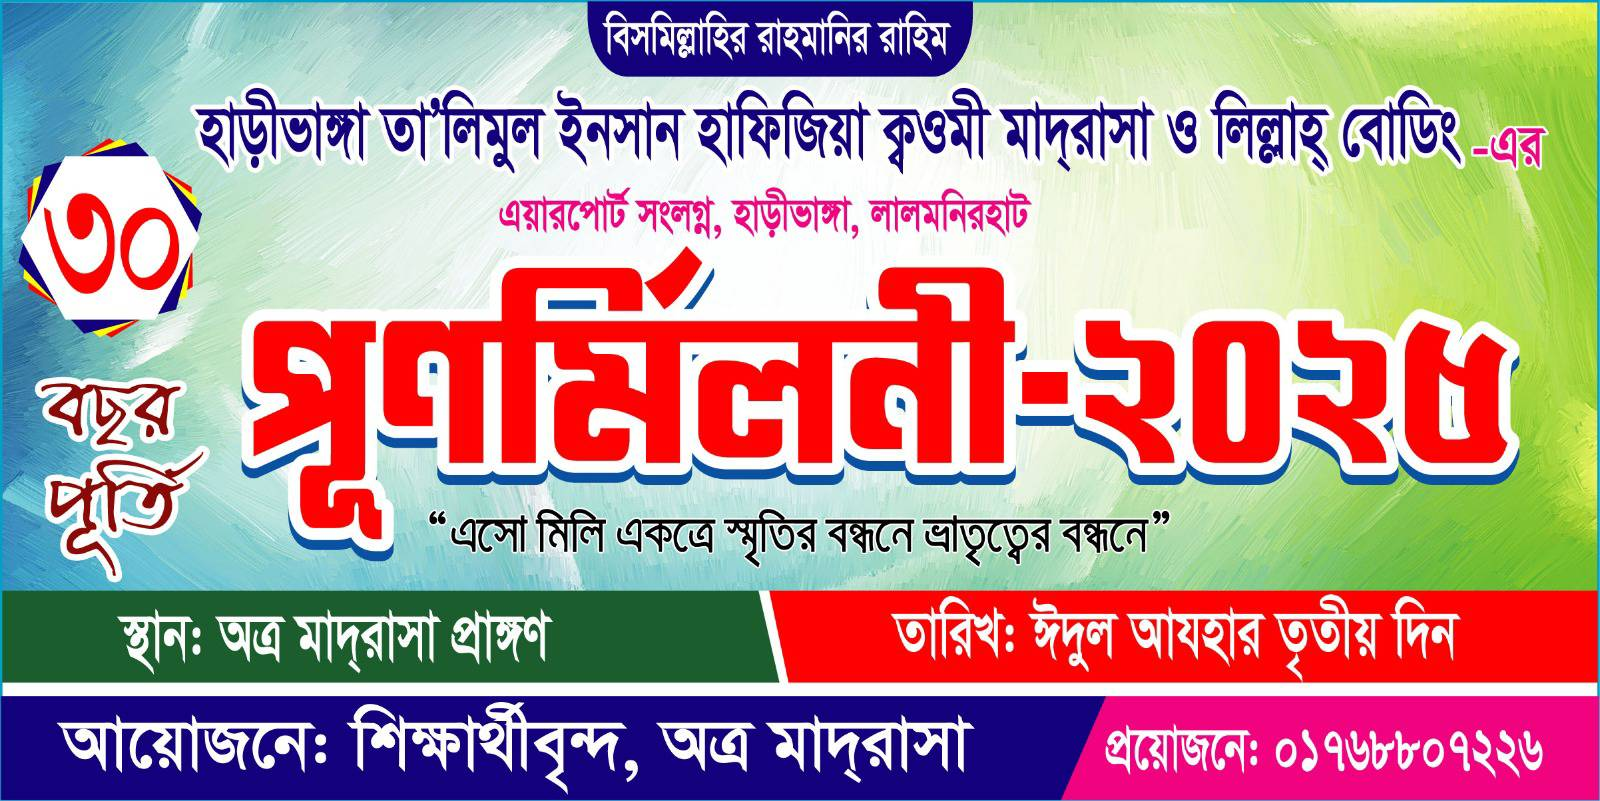 বিসমিল্লাহির রাহমানির রাহিম
হাড়ীভাঙ্গা তা’লিমুল ইনসান হাফিজিয়া ক্বওমী মাদ্‌রাসা ও লিল্লাহ্‌ বোডিং -এর
এয়ারপোর্ট সংলগ্ন, হাড়ীভাঙ্গা, লালমনিরহাট
৩০
বছর
পূর্তি
পূণর্মিলনী-২০২৫
“এসো মিলি একত্রে স্মৃতির বন্ধনে ভ্রাতৃত্বের বন্ধনে”
স্থান: অত্র মাদ্‌রাসা প্রাঙ্গণ
তারিখ: ঈদুল আযহার তৃতীয় দিন
আয়োজনে: শিক্ষার্থীবৃন্দ, অত্র মাদ্‌রাসা
প্রয়োজনে: ০১৭৬৮৮০৭২২৬